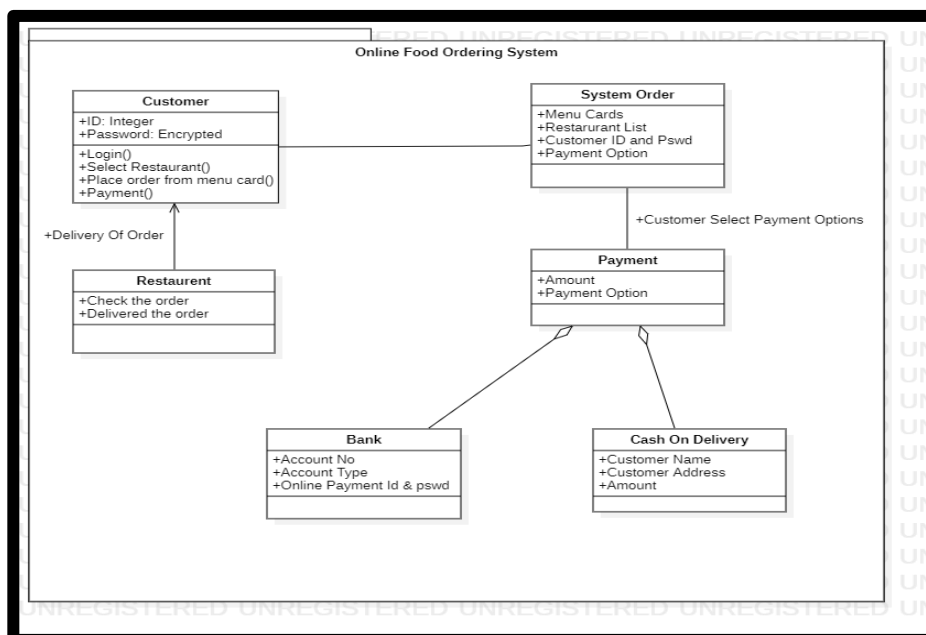 Online Food Ordering System
Customer
+ID: Integer
+Password: Encrypted
+Login()
+Select Restaurant()
+Place order from menu card()
+Payment()
System Order
+Menu Cards
+Restarurant List
+Customer ID and Pswd
+Payment Option
+Delivery Of Order
+Customer Select Payment Options
Restaurent
+Check the order
+Delivered the order
Payment
+Amount
+Payment Option
Bank
+Account No
+Account Type
+Online Payment Id & pswd
Cash On Delivery
+Customer Name
+Customer Address
+Amount
UNREGISTERED UNREGISTERED UNREGISTERED UNREGISTERED UN